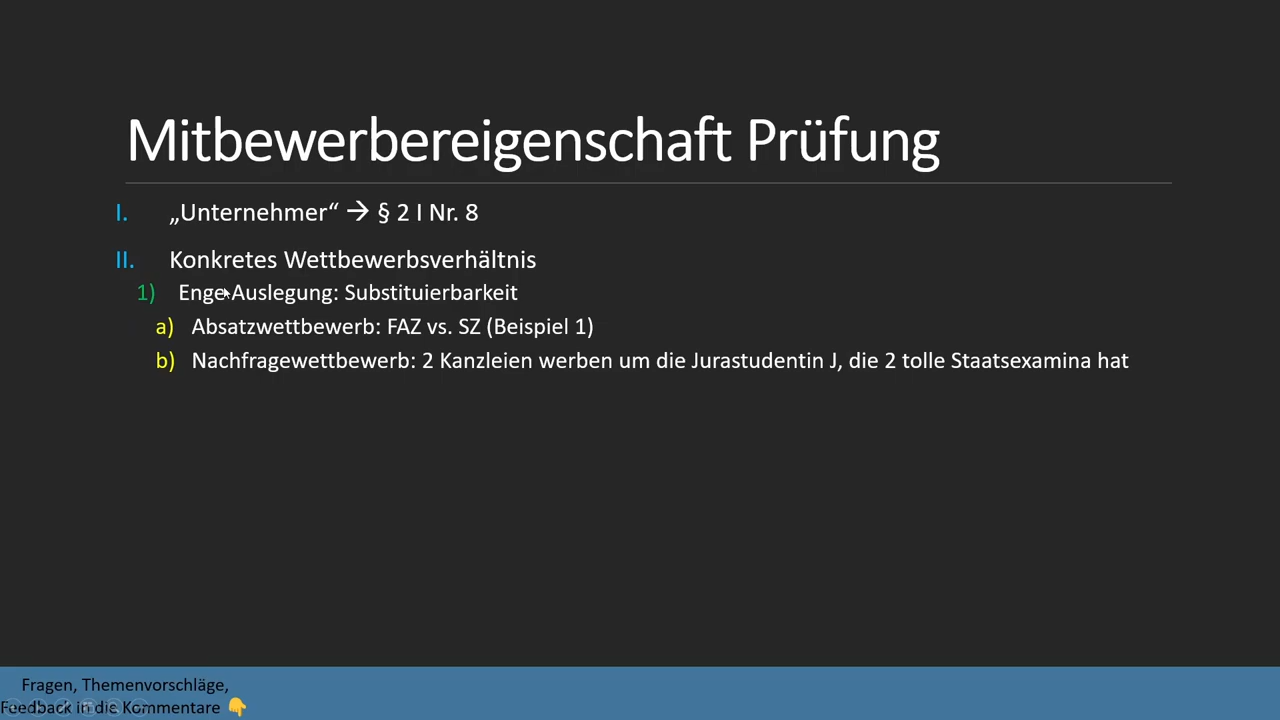 Mitbewerbereigenschaft Prüfung
I. „Unternehmer“ → § 2 I Nr. 8
II. Konkretes Wettbewerbsverhältnis
1) Enge Auslegung: Substituierbarkeit
a) Absatzwettbewerb: FAZ vs. SZ (Beispiel 1)
b) Nachfragewettbewerb: 2 Kanzleien werben um die Jurastudentin J, die 2 tolle Staatsexamina hat
Fragen, Themenvorschläge,
Feedback in die Kommentare 👇